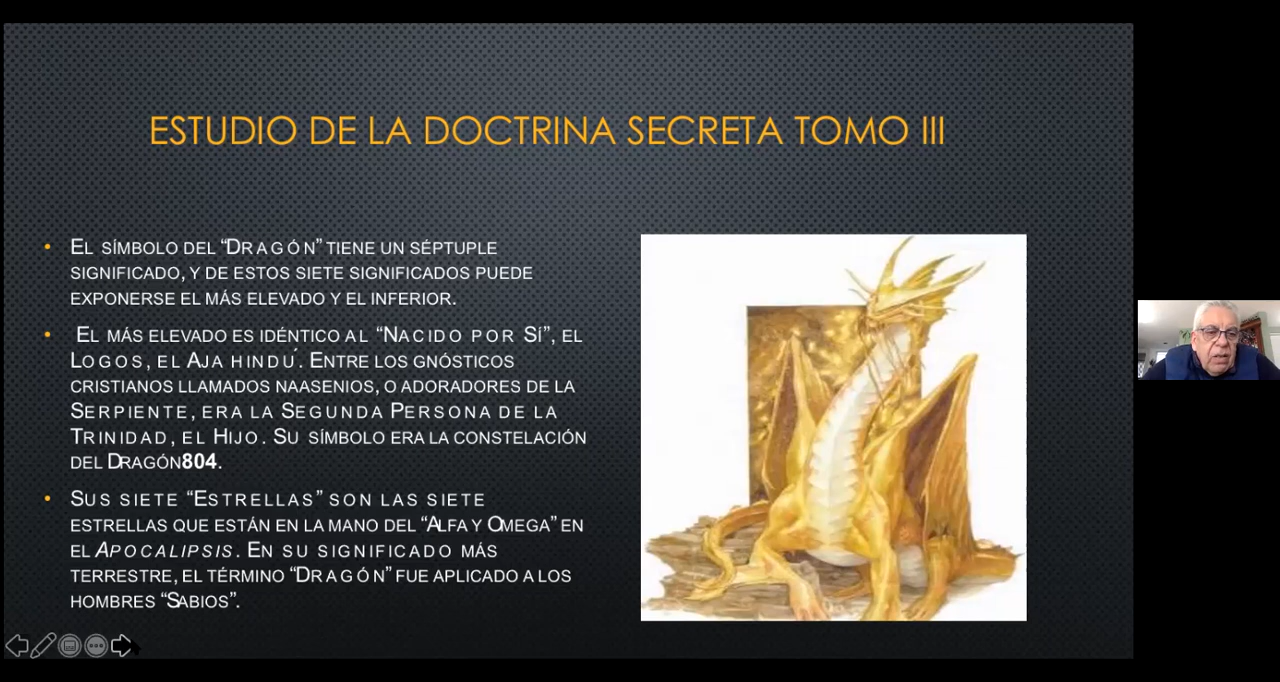 ESTUDIO DE LA DOCTRINA SECRETA TOMO III
• EL SÍMBOLO DEL “DRAGÓN” TIENE UN SÉPTUPLE
SIGNIFICADO, Y DE ESTOS SIETE SIGNIFICADOS PUEDE
EXPONERSE EL MÁS ELEVADO Y EL INFERIOR.
• EL MÁS ELEVADO ES IDÉNTICO AL “NACIDO POR SÍ”, EL
LOGOS, EL AJA HINDÚ. ENTRE LOS GNÓSTICOS
CRISTIANOS LLAMADOS NAASENIOS, O ADORADORES DE LA
SERPIENTE, ERA LA SEGUNDA PERSONA DE LA
TRINIDAD, EL HIJO. SU SÍMBOLO ERA LA CONSTELACIÓN
DEL DRAGÓN804.
• SUS SIETE “ESTRELLAS” SON LAS SIETE
ESTRELLAS QUE ESTÁN EN LA MANO DEL “ALFA Y OMEGA” EN
EL APOCALIPSIS. EN SU SIGNIFICADO MÁS
TERRESTRE, EL TÉRMINO “DRAGÓN” FUE APLICADO A LOS
HOMBRES “SABIOS”.